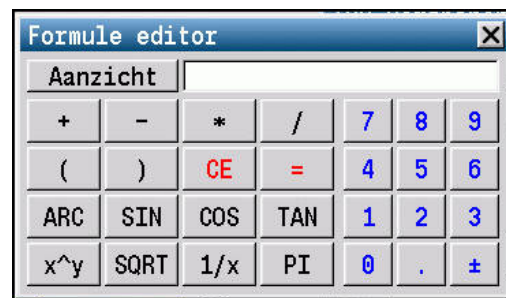 Formule editor
Aanzicht
+ - * / 7 8 9
( ) CE = 4 5 6
ARC SIN COS TAN 1 2 3
x^y SQRT 1/x PI 0 . ±